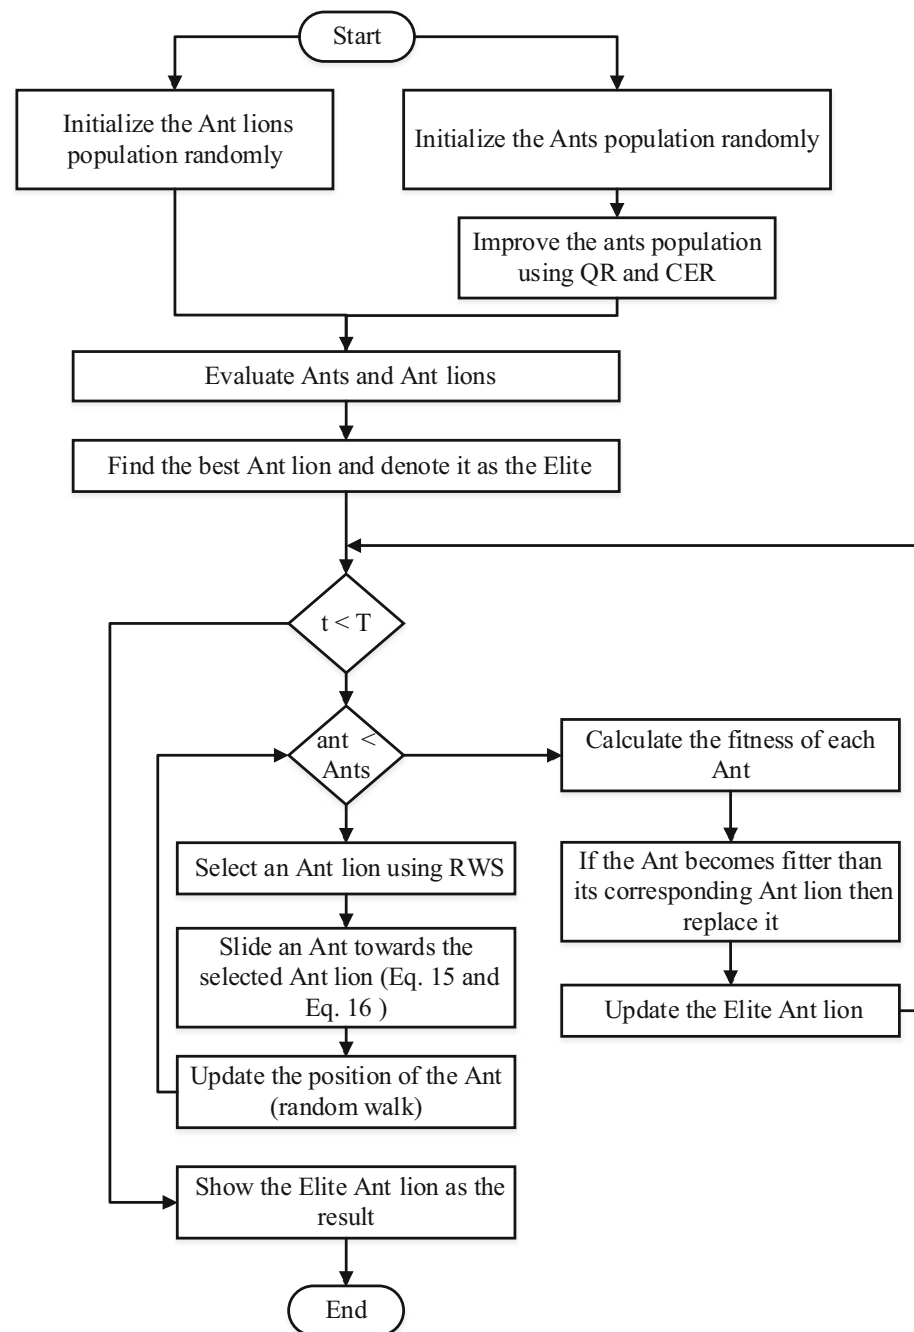 Start
Initialize the Ant lions
population randomly
Initialize the Ants population randomly
Improve the ants population
using QR and CER
Evaluate Ants and Ant lions
Find the best Ant lion and denote it as the Elite
t < T
ant <
Ants
Calculate the fitness of each
Ant
Select an Ant lion using RWS
If the Ant becomes fitter than
its corresponding Ant lion then
replace it
Slide an Ant towards the
selected Ant lion (Eq. 15 and
Eq. 16 )
Update the Elite Ant lion
Update the position of the Ant
(random walk)
Show the Elite Ant lion as the
result
End